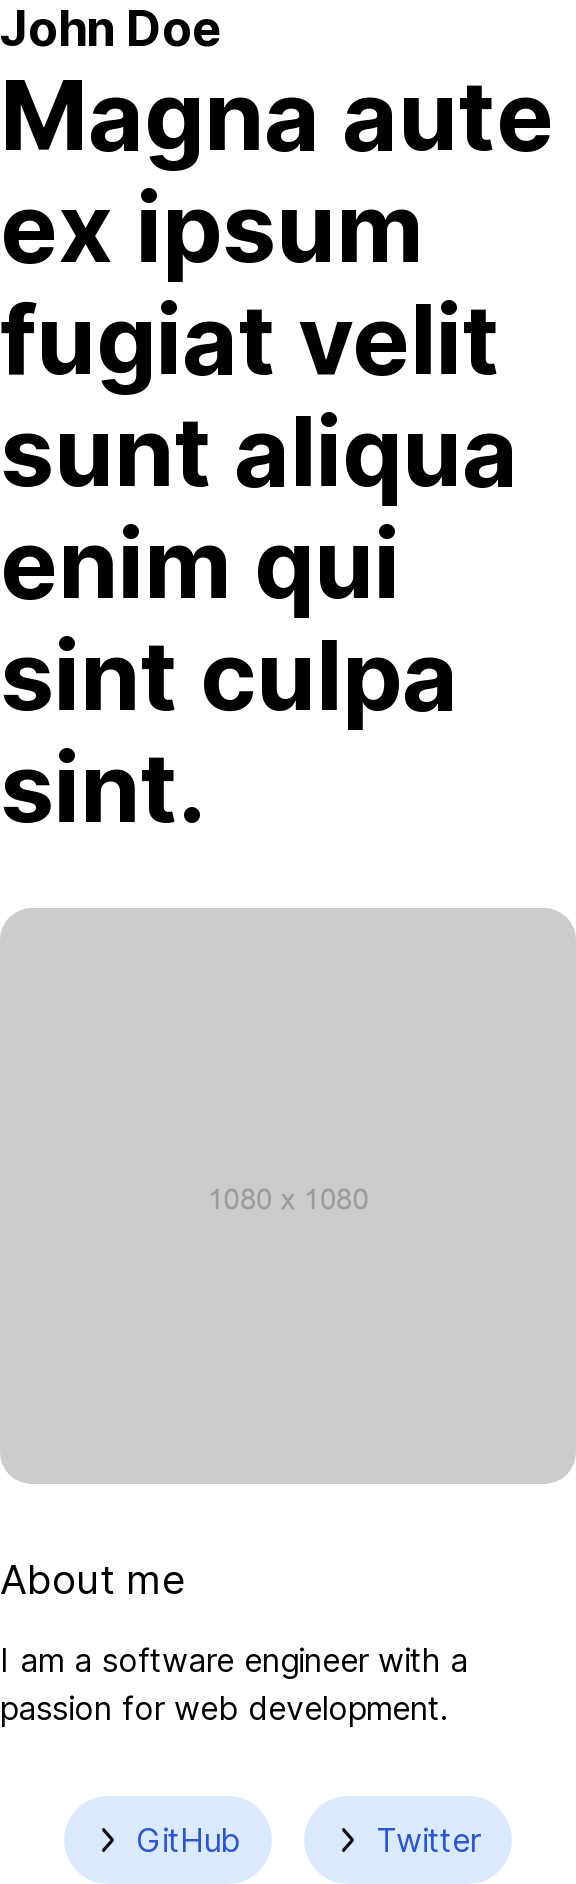 John Doe
Magna aute
ex ipsum
fugiat velit
sunt aliqua
enim qui
sint culpa
sint.
1080 x 1080
About me
I am a software engineer with a
passion for web development.
GitHub
Twitter